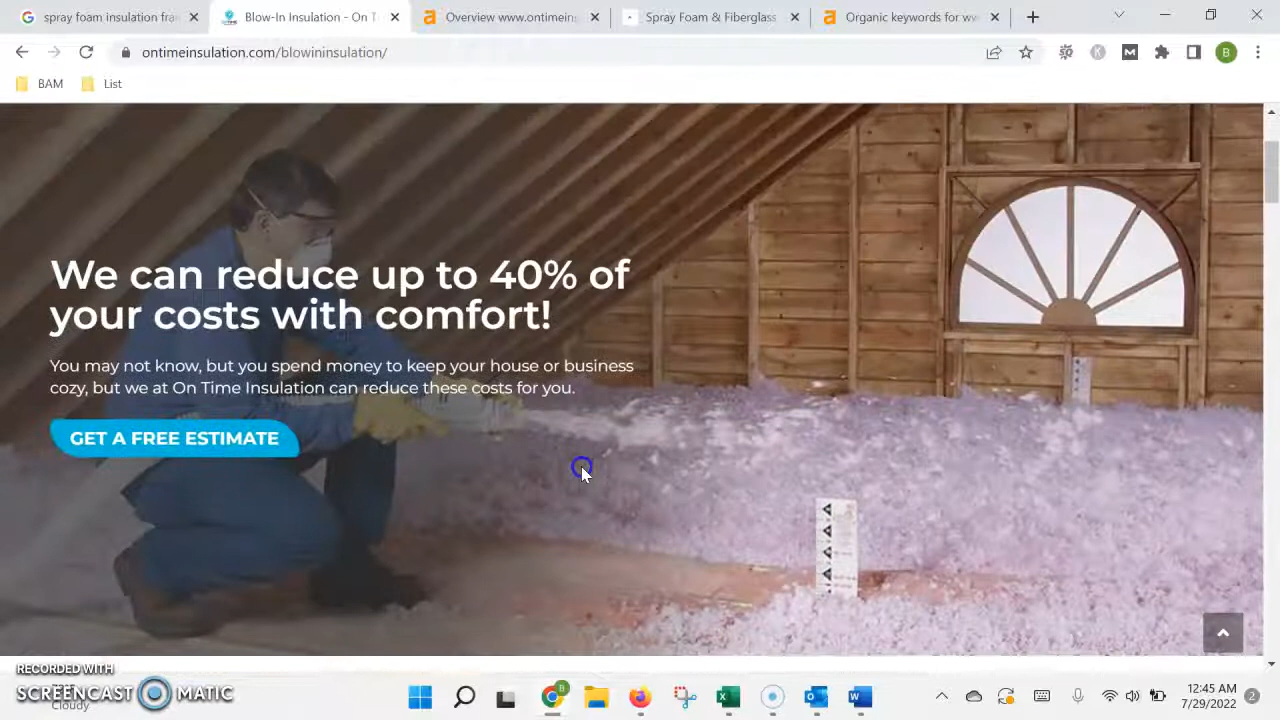 spray foam insulation fra
Blow-In Insulation - On T
Overview: www.ontimeins
Spray Foam & Fiberglass
Organic keywords for we
ontimeinsulation.com/blowininsulation/
BAM
List
We can reduce up to 40% of
your costs with comfort!
You may not know, but you spend money to keep your house or business
cozy, but we at On Time Insulation can reduce these costs for you.
GET A FREE ESTIMATE
RECORDED WITH
SCREENCAST MATIC
Cloudy
12:45 AM
7/29/2022